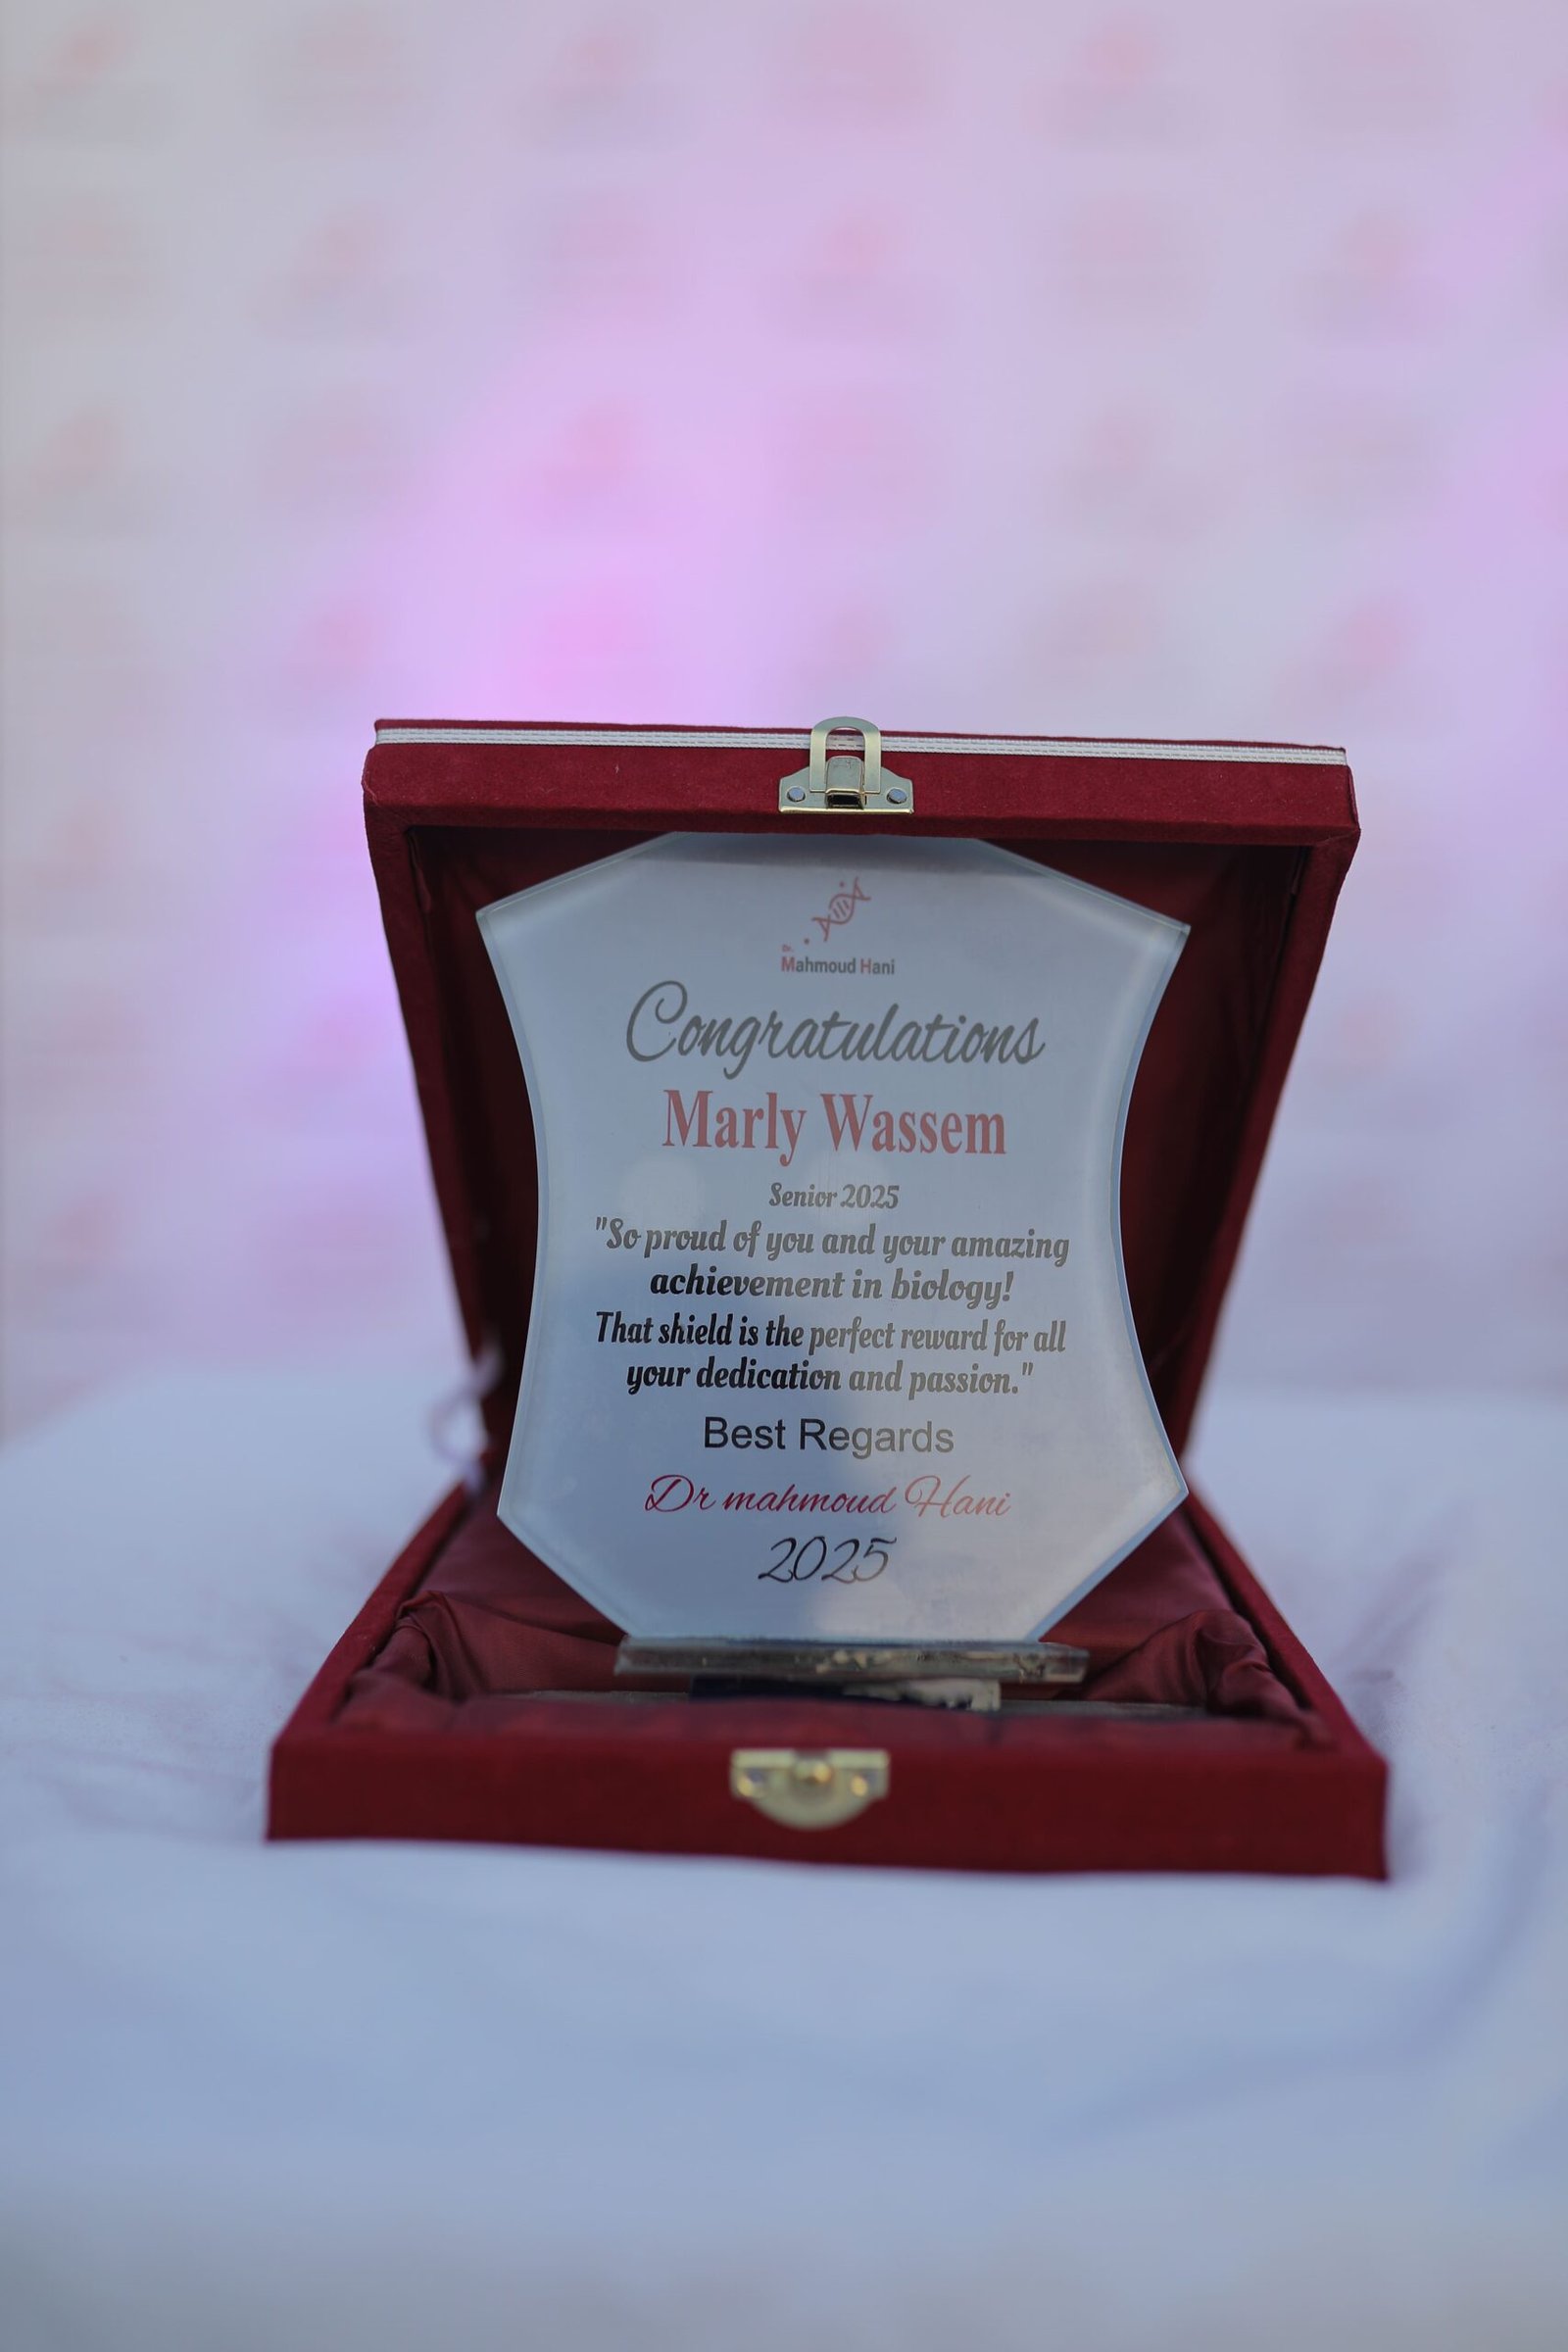 Dr.
Mahmoud Hani
Congratulations
Marly Wassem
Senior 2025
"So proud of you and your amazing
achievement in biology!
That shield is the perfect reward for all
your dedication and passion."
Best Regards
Dr mahmoud Hani
2025